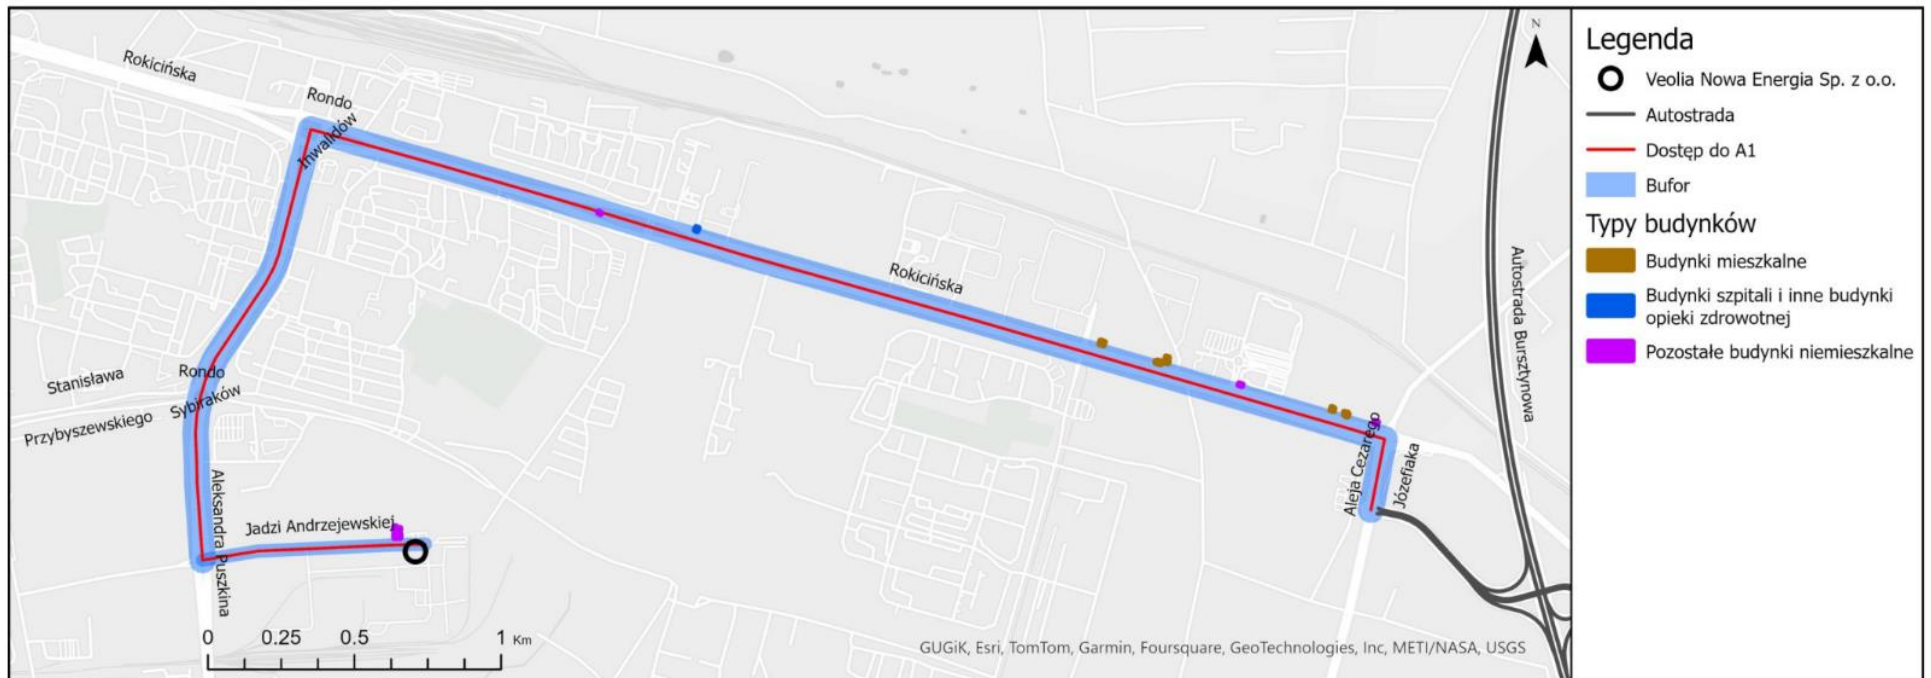 Rokicińska
Rondo
Inwalidów
Rokicińska
Stanisława
Przybyszewskiego
Rondo
Sybiraków
Aleksandra Puszkina
Jadzi Andrzejewskiej
Aleja Cezarego
Józefiaka
Autostrada Bursztynowa
N
0 0.25 0.5 1 Km
GUGiK, Esri, TomTom, Garmin, Foursquare, GeoTechnologies, Inc, METI/NASA, USGS
Legenda
Veolia Nowa Energia Sp. z o.o.
Autostrada
Dostęp do A1
Bufor
Typy budynków
Budynki mieszkalne
Budynki szpitali i inne budynki
opieki zdrowotnej
Pozostałe budynki niemieszkalne